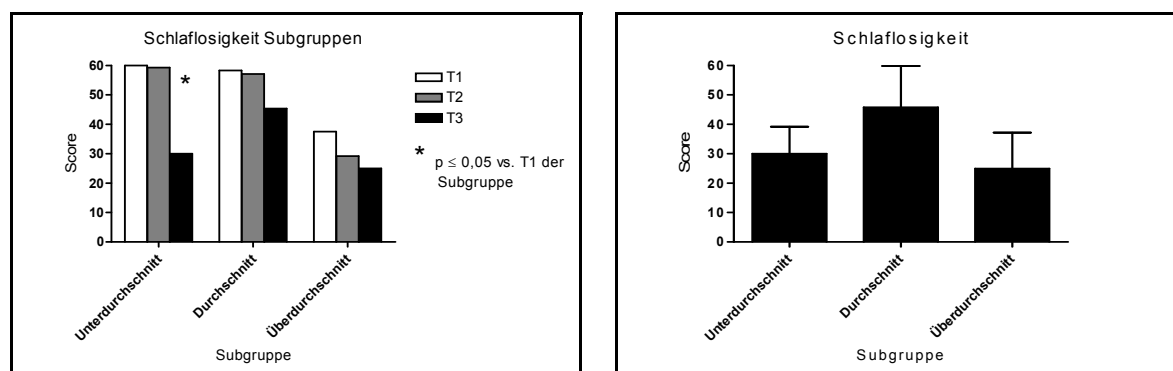 Schlaflosigkeit Subgruppen
60
50
40
30
20
10
0
Score
*
T1
T2
T3
* p ≤ 0,05 vs. T1 der
Subgruppe
Unterdurchschnitt
Durchschnitt
Überdurchschnitt
Subgruppe
Schlaflosigkeit
60
50
40
30
20
10
0
Score
Unterdurchschnitt
Durchschnitt
Überdurchschnitt
Subgruppe